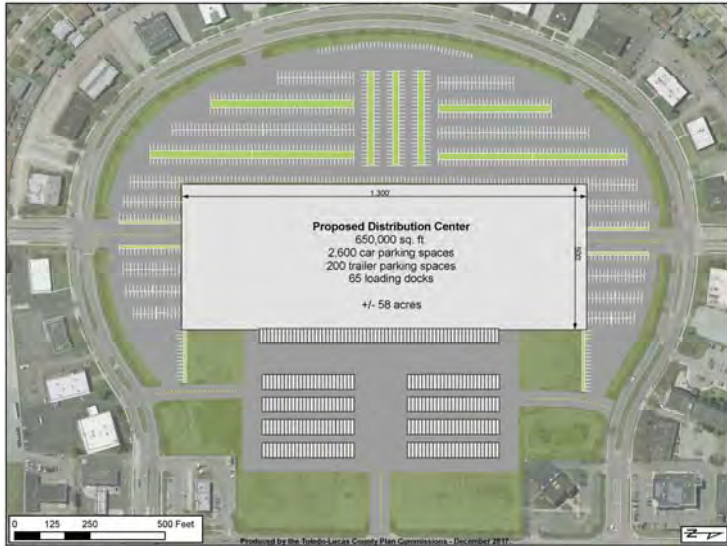 1,300'
Proposed Distribution Center
650,000 sq. ft
2,600 car parking spaces
200 trailer parking spaces
65 loading docks
+/- 58 acres
500'
0 125 250 500 Feet
Produced by the Toledo-Lucas County Plan Commissions - December 2017.
Z